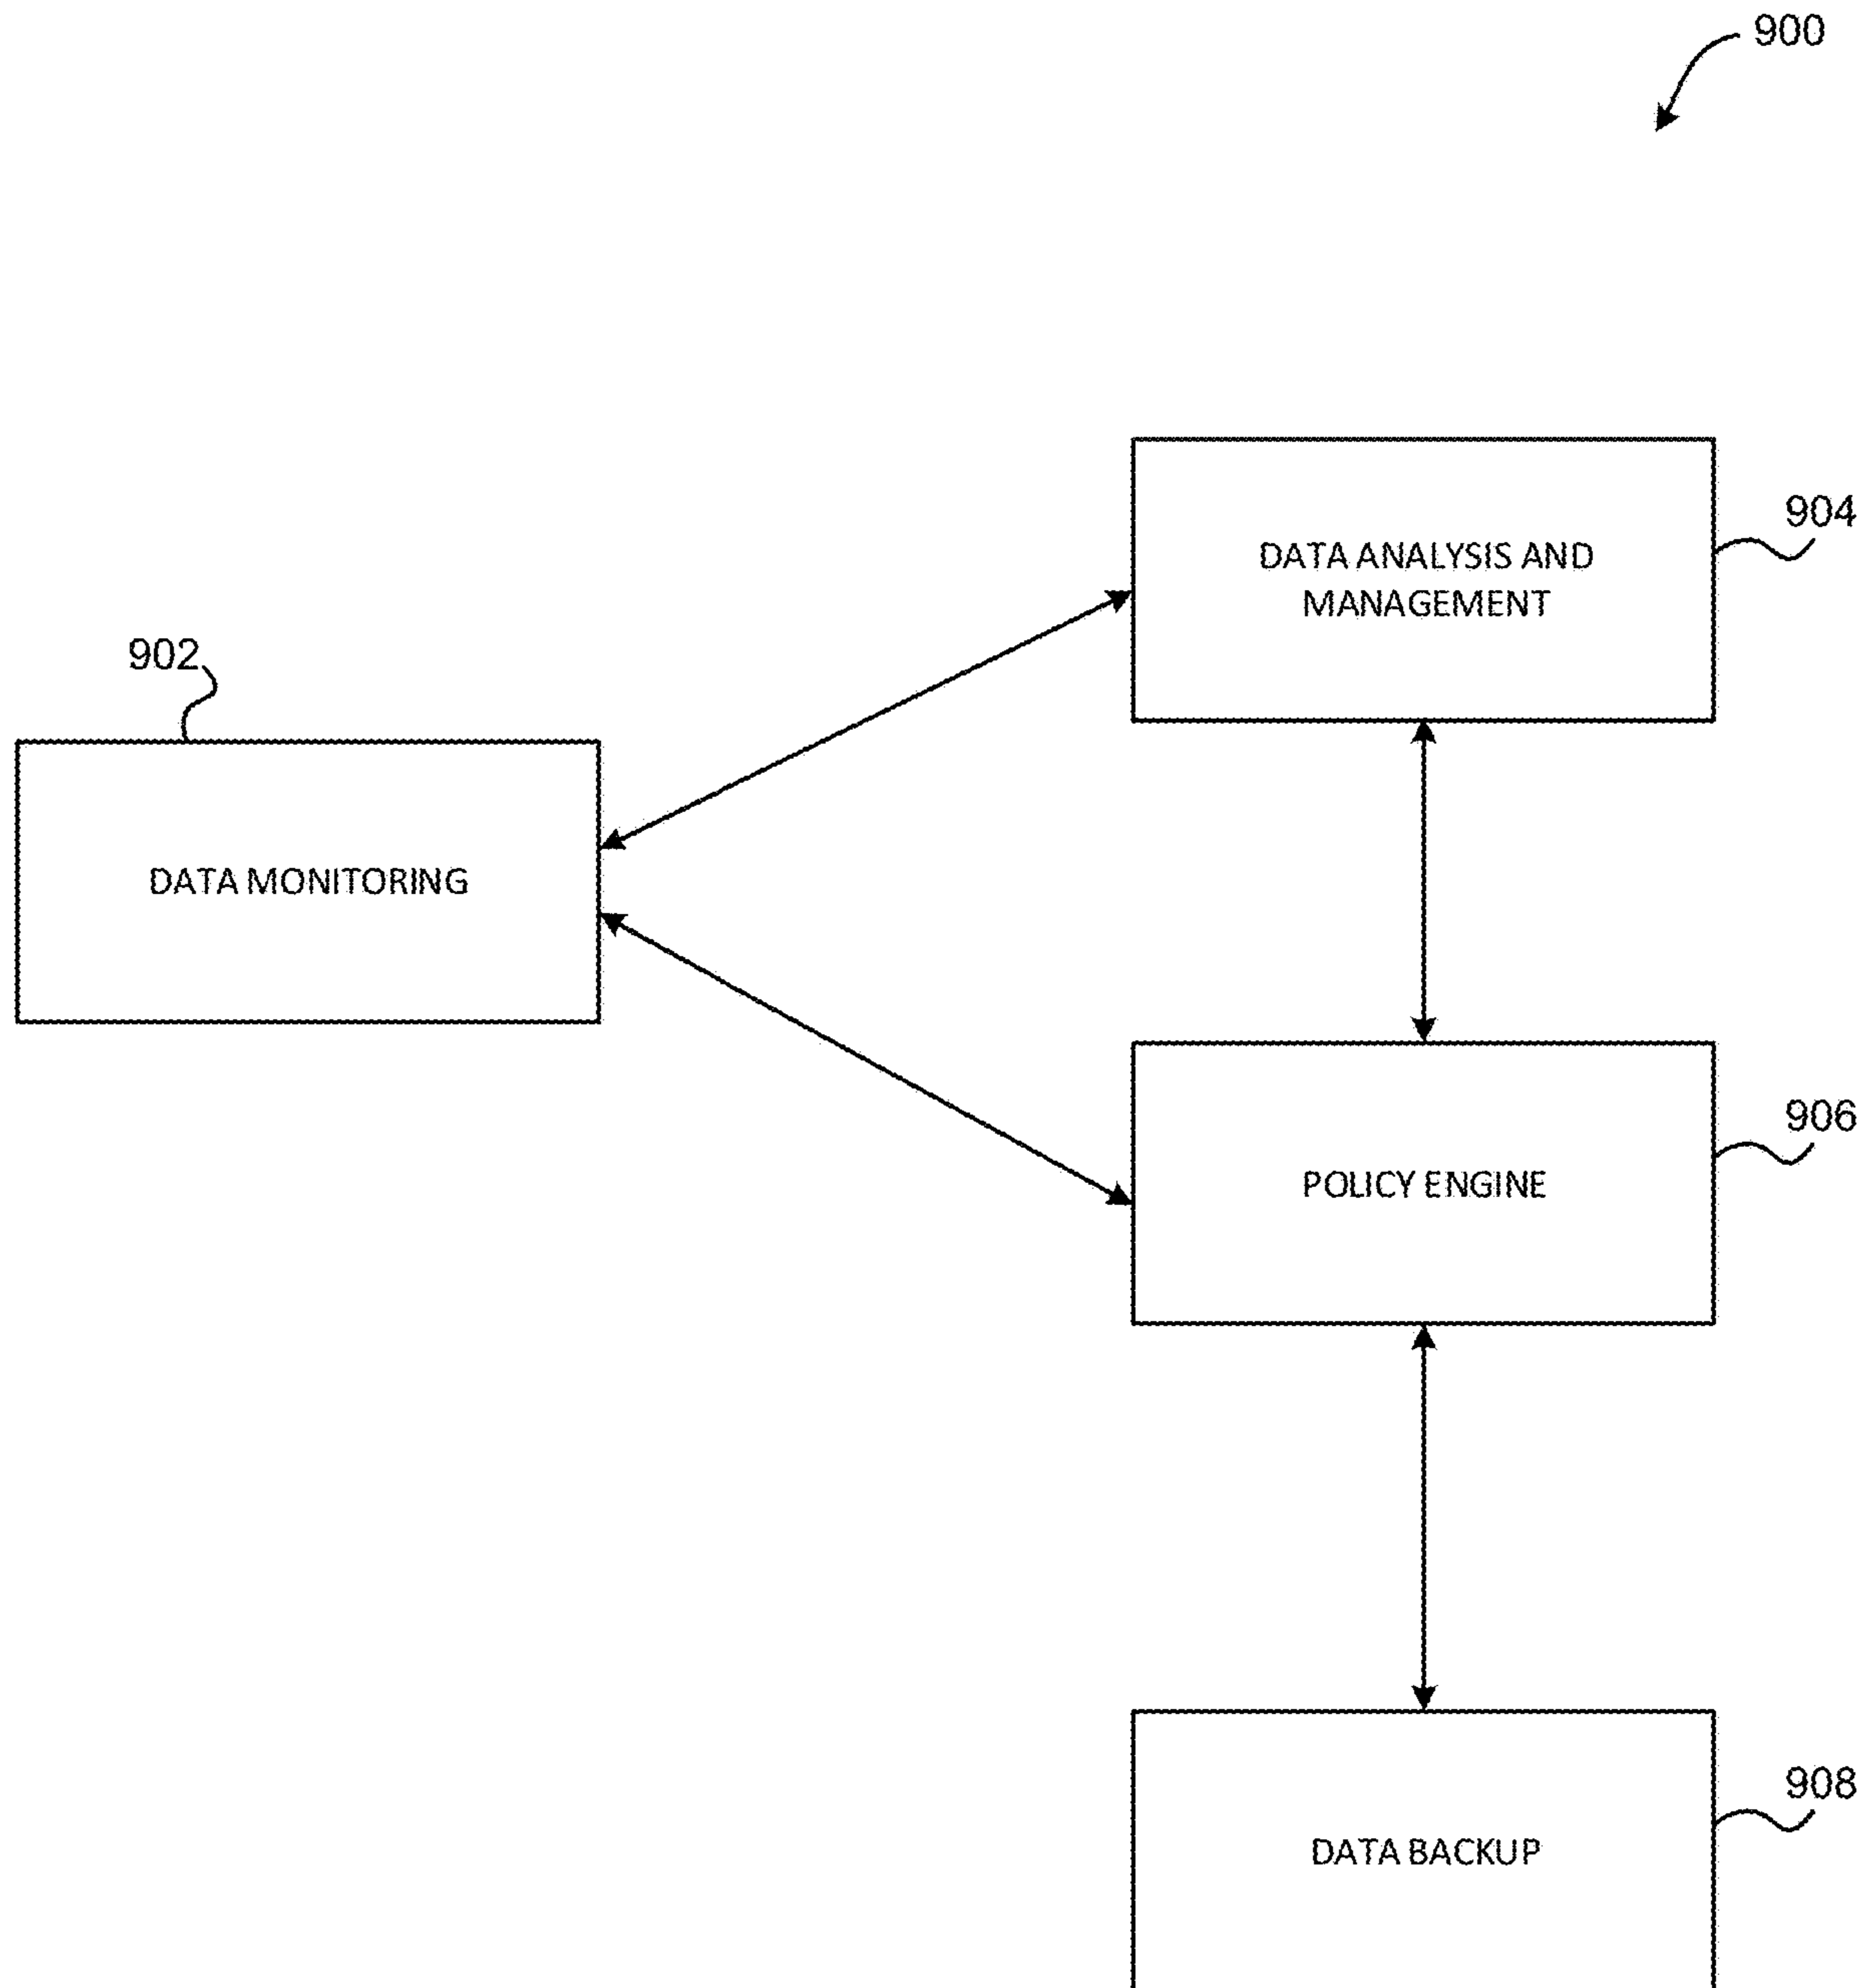 900
904
DATA ANALYSIS AND
MANAGEMENT
902
DATA MONITORING
906
POLICY ENGINE
908
DATA BACKUP